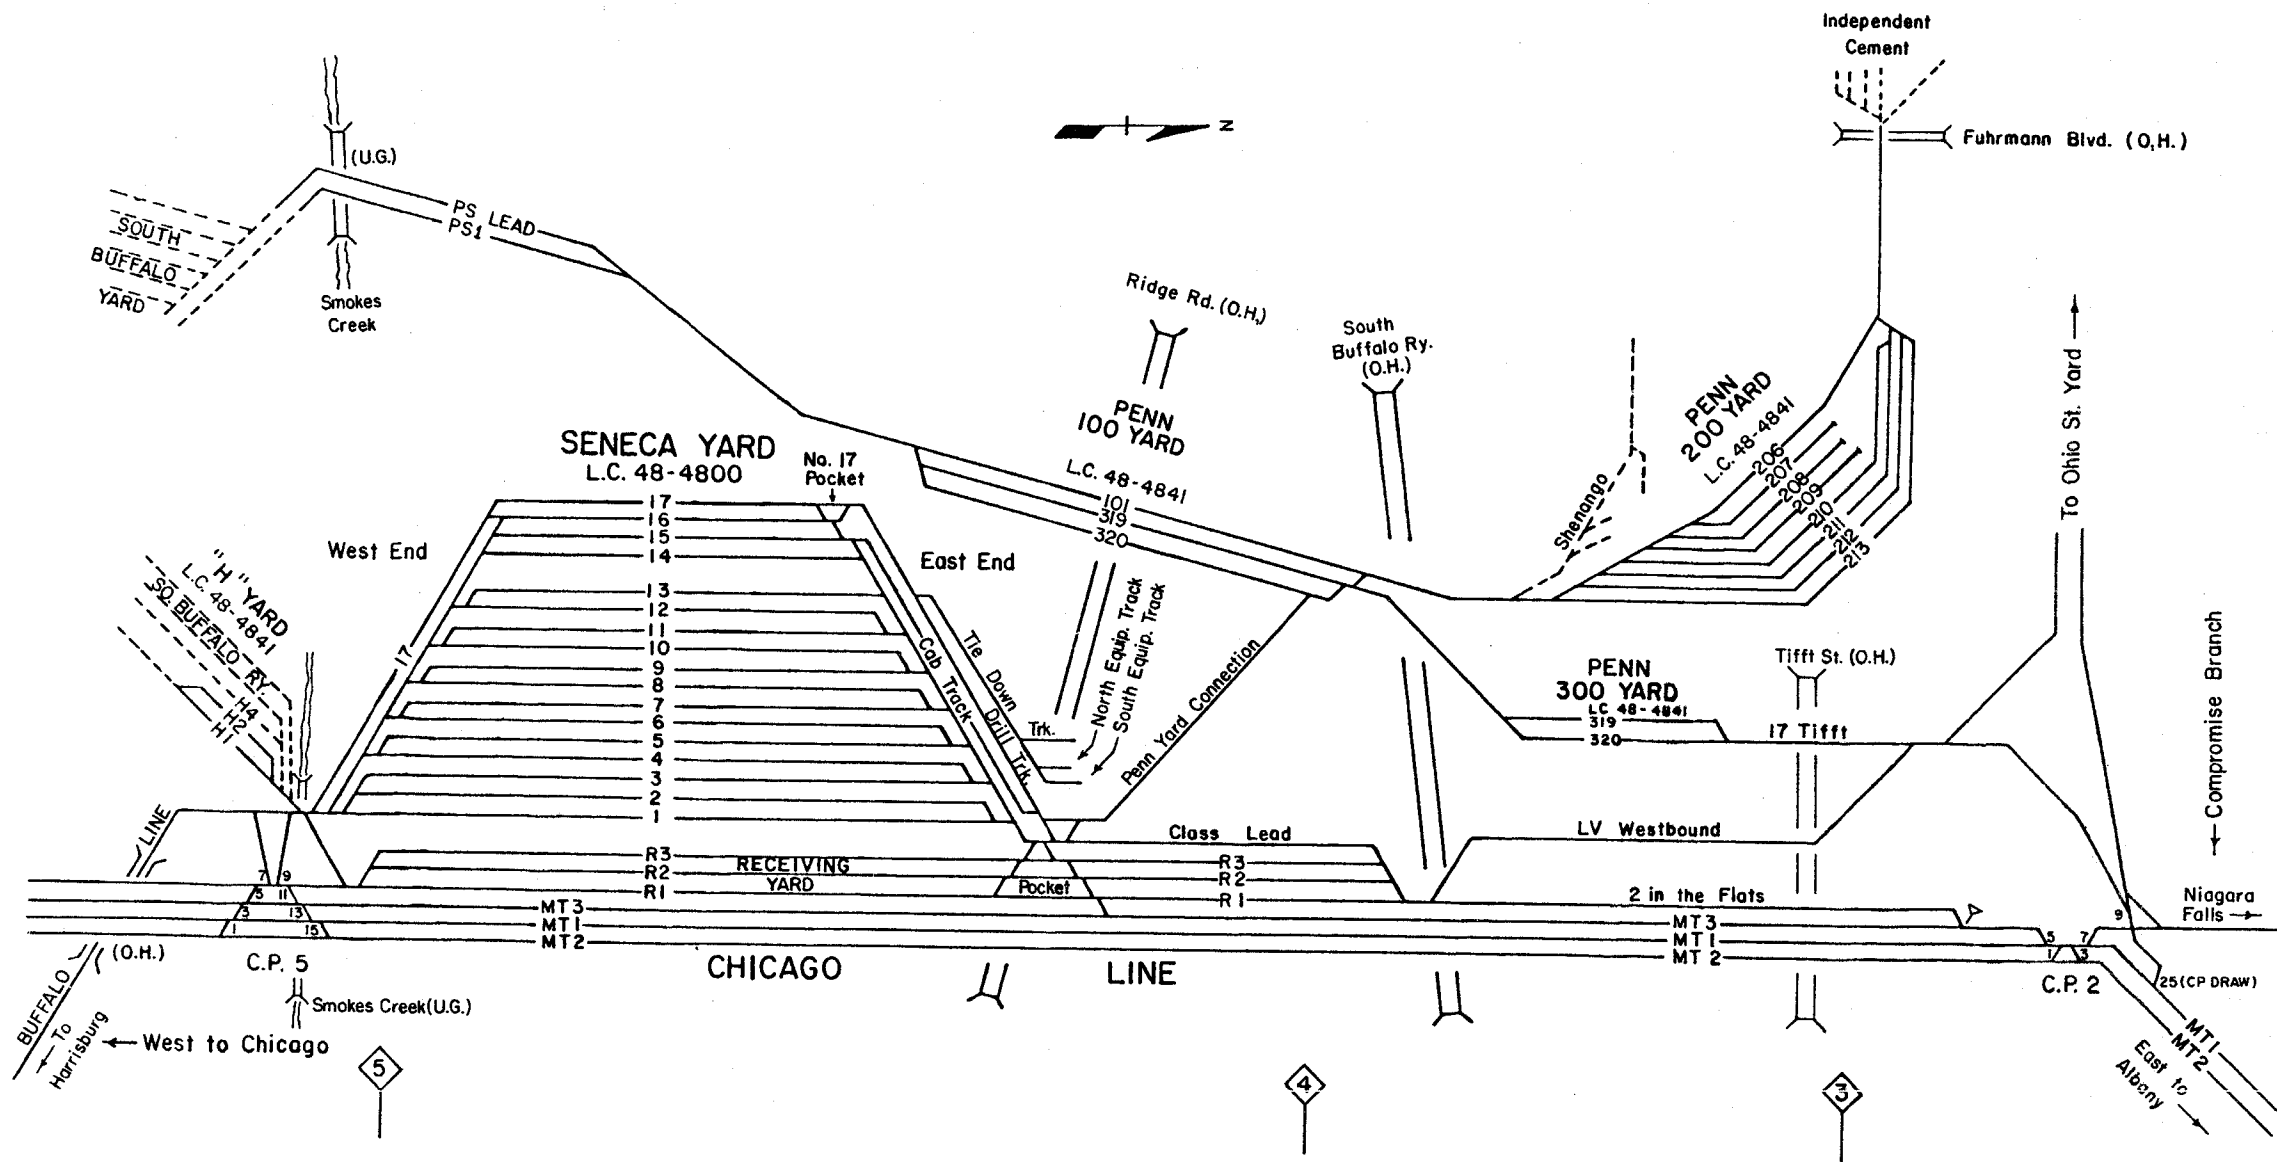 Independent
Cement
Fuhrmann Blvd. (O.H.)
N
(U.G.)
PS LEAD
PS1
SOUTH
BUFFALO
YARD
Smokes
Creek
Ridge Rd. (O.H.)
South
Buffalo Ry.
(O.H.)
PENN
100 YARD
L.C. 48-4841
101
319
320
PENN
200 YARD
L.C. 48-4841
206
207
208
209
210
211
212
213
Shenango
To Ohio St. Yard
SENECA YARD
L.C. 48-4800
No. 17
Pocket
West End
East End
17
16
15
14
13
12
11
10
9
8
7
6
5
4
3
2
1
17
"H" YARD
L.C. 48-4841
SO. BUFFALO RY.
H4
H2
H1
Cab Track
Tie Down
Drill Trk.
Trk.
North Equip. Track
South Equip. Track
Penn Yard Connection
PENN
300 YARD
LC 48-4841
319
320
Tifft St. (O.H.)
17 Tifft
Compromise Branch
LINE
Class Lead
LV Westbound
R3
R2
R1
RECEIVING
YARD
Pocket
R3
R2
R1
2 in the Flats
Niagara
Falls
7
9
5
11
3
13
1
15
MT3
MT1
MT2
MT3
MT1
MT2
9
5
7
1
3
(O.H.)
C.P. 5
CHICAGO LINE
C.P. 2
25 (CP DRAW)
Smokes Creek (U.G.)
BUFFALO
To
Harrisburg
West to Chicago
MT1
MT2
East to
Albany
5
4
3